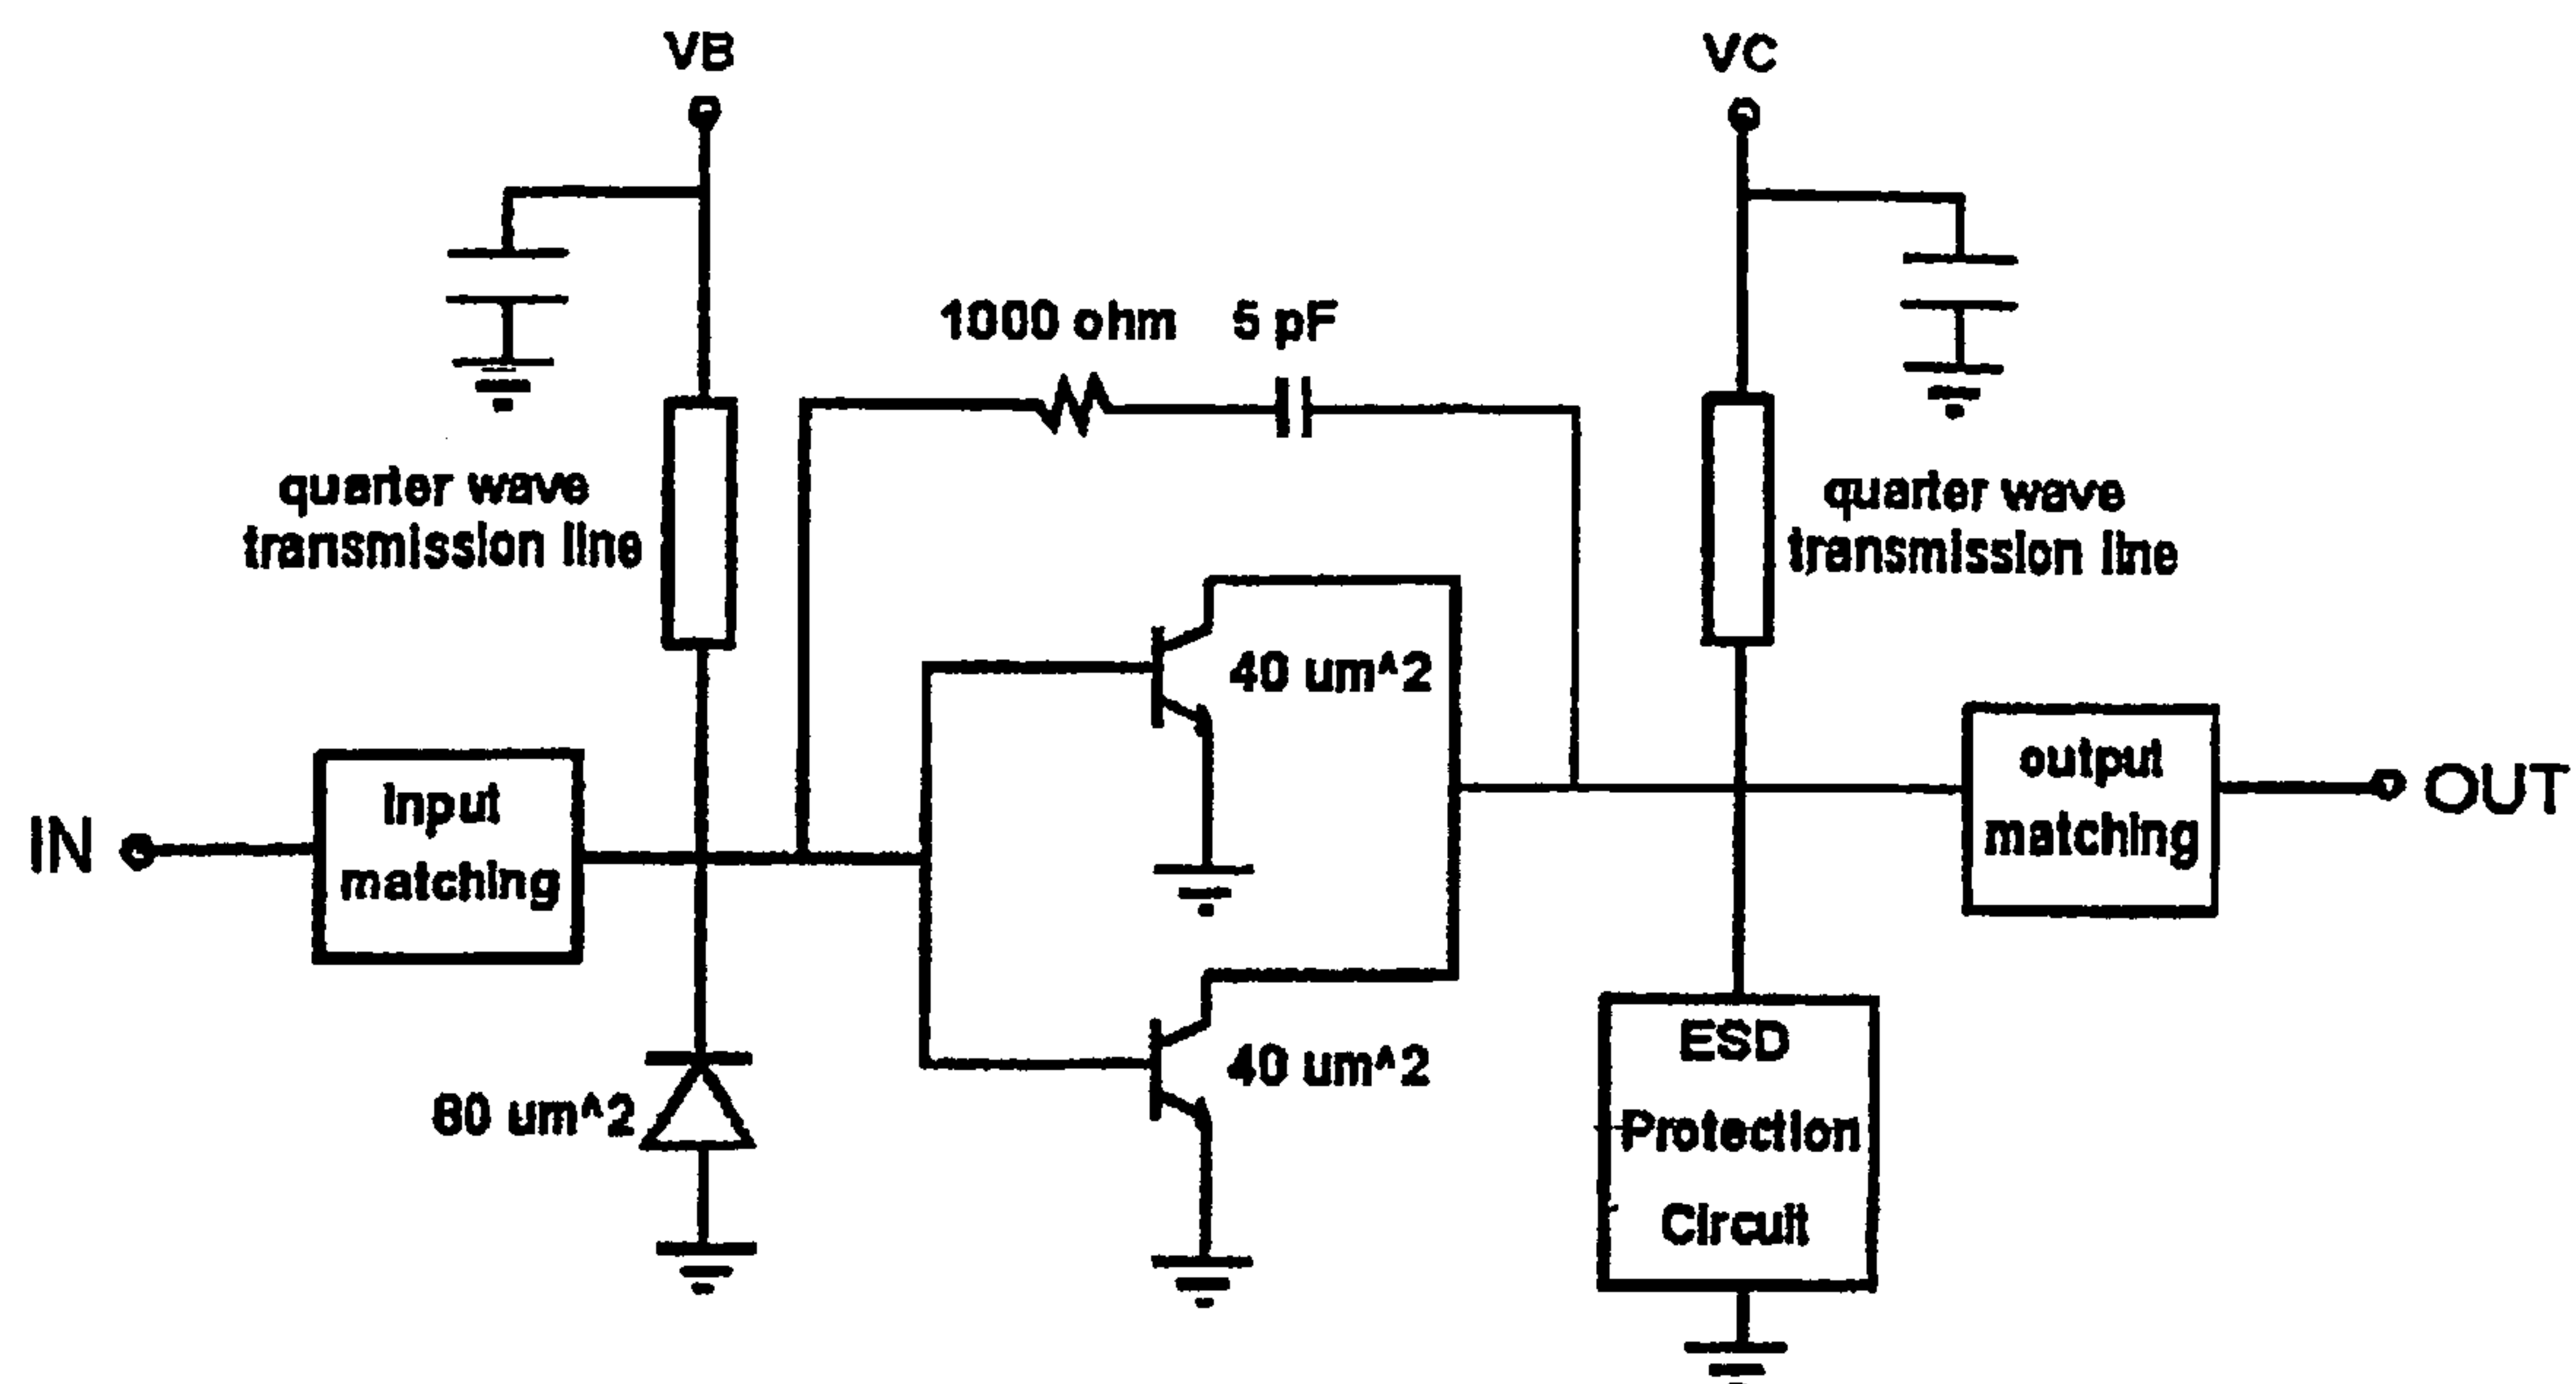 VB
VC
1000 ohm 5 pF
quarter wave
transmission line
quarter wave
transmission line
40 um^2
IN
Input
matching
output
matching
OUT
40 um^2
60 um^2
ESD
Protection
Circuit